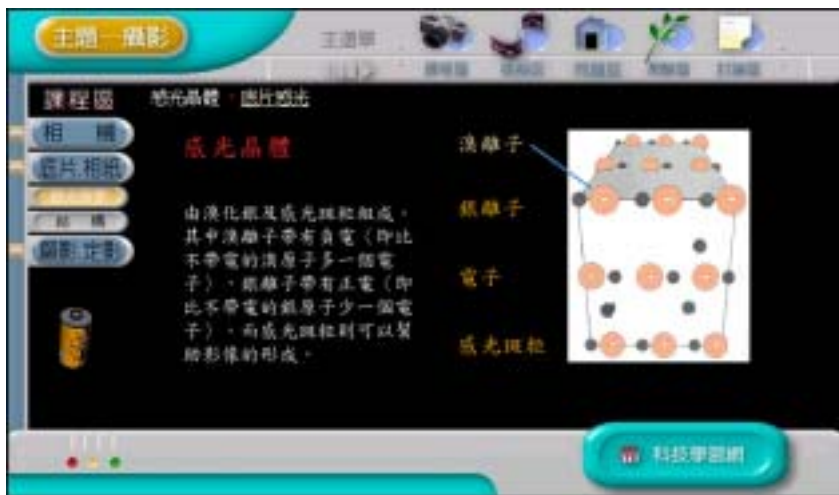 主題－攝影
主選單
課程區
感光晶體・底片感光
相 機
底片.相紙
結 構
顯影.定影
感光晶體
由溴化銀及感光斑粒組成。
其中溴離子帶有負電（即比
不帶電的溴原子多一個電
子）。銀離子帶有正電（即
比不帶電的銀原子少一個電
子）。而感光斑粒則可以幫
助影像的形成。
溴離子
銀離子
電子
感光斑粒
科技學習網